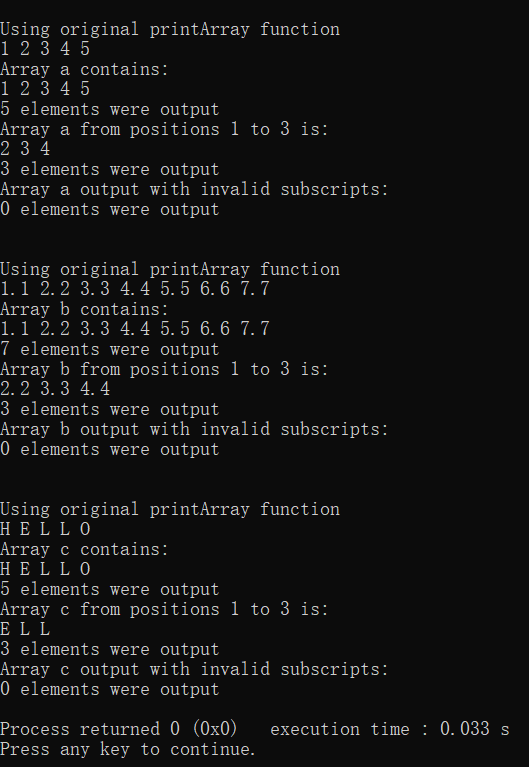 Using original printArray function
1 2 3 4 5
Array a contains:
1 2 3 4 5
5 elements were output
Array a from positions 1 to 3 is:
2 3 4
3 elements were output
Array a output with invalid subscripts:
0 elements were output
Using original printArray function
1.1 2.2 3.3 4.4 5.5 6.6 7.7
Array b contains:
1.1 2.2 3.3 4.4 5.5 6.6 7.7
7 elements were output
Array b from positions 1 to 3 is:
2.2 3.3 4.4
3 elements were output
Array b output with invalid subscripts:
0 elements were output
Using original printArray function
H E L L O
Array c contains:
H E L L O
5 elements were output
Array c from positions 1 to 3 is:
E L L
3 elements were output
Array c output with invalid subscripts:
0 elements were output
Process returned 0 (0x0)   execution time : 0.033 s
Press any key to continue.